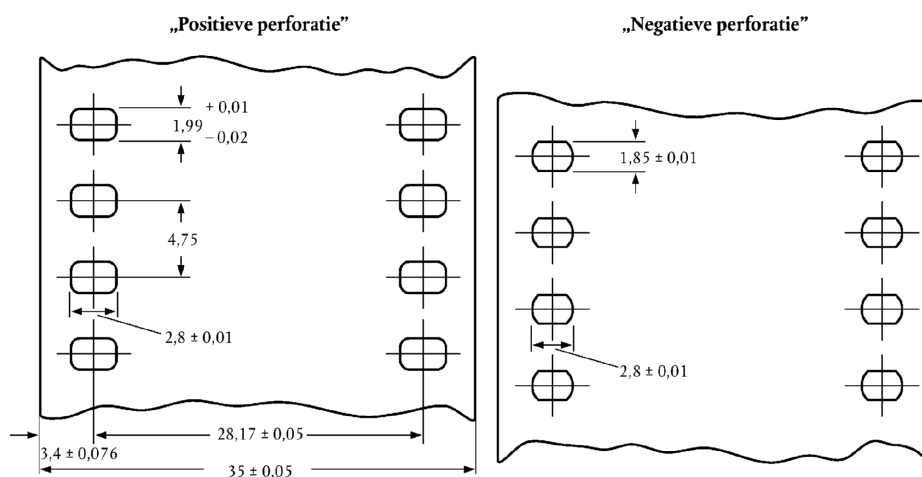 „Positieve perforatie”
+ 0,01
1,99
− 0,02
4,75
2,8 ± 0,01
28,17 ± 0,05
3,4 ± 0,076
35 ± 0,05
„Negatieve perforatie”
1,85 ± 0,01
2,8 ± 0,01